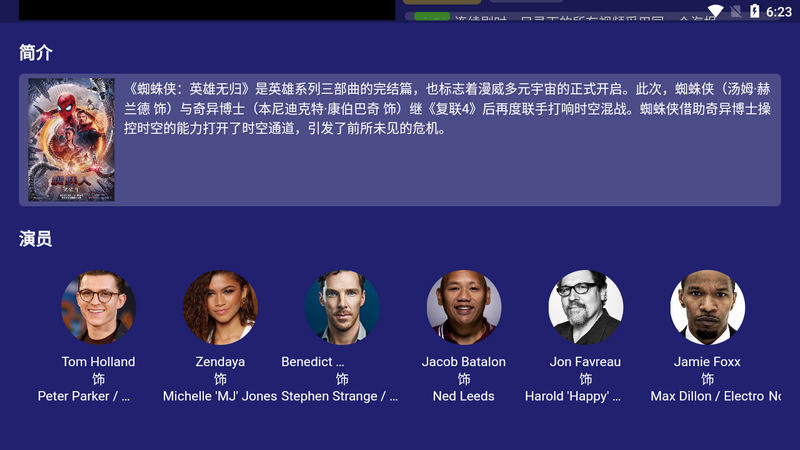 6:23
简介
《蜘蛛侠：英雄无归》是英雄系列三部曲的完结篇，也标志着漫威多元宇宙的正式开启。此次，蜘蛛侠（汤姆·赫
兰德 饰）与奇异博士（本尼迪克特·康伯巴奇 饰）继《复联4》后再度联手打响时空混战。蜘蛛侠借助奇异博士操
控时空的能力打开了时空通道，引发了前所未见的危机。
演员
Tom Holland
饰
Peter Parker / ...
Zendaya
饰
Michelle 'MJ' Jones
Benedict ...
饰
Stephen Strange / ...
Jacob Batalon
饰
Ned Leeds
Jon Favreau
饰
Harold 'Happy' ...
Jamie Foxx
饰
Max Dillon / Electro